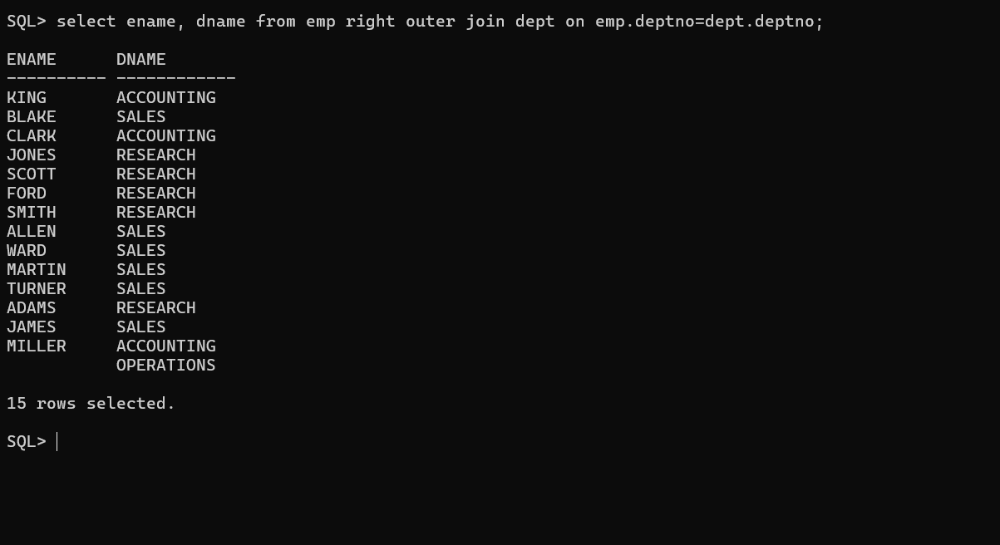 SQL> select ename, dname from emp right outer join dept on emp.deptno=dept.deptno;
ENAME      DNAME
---------- ------------
KING       ACCOUNTING
BLAKE      SALES
CLARK      ACCOUNTING
JONES      RESEARCH
SCOTT      RESEARCH
FORD       RESEARCH
SMITH      RESEARCH
ALLEN      SALES
WARD       SALES
MARTIN     SALES
TURNER     SALES
ADAMS      RESEARCH
JAMES      SALES
MILLER     ACCOUNTING
           OPERATIONS
15 rows selected.
SQL>